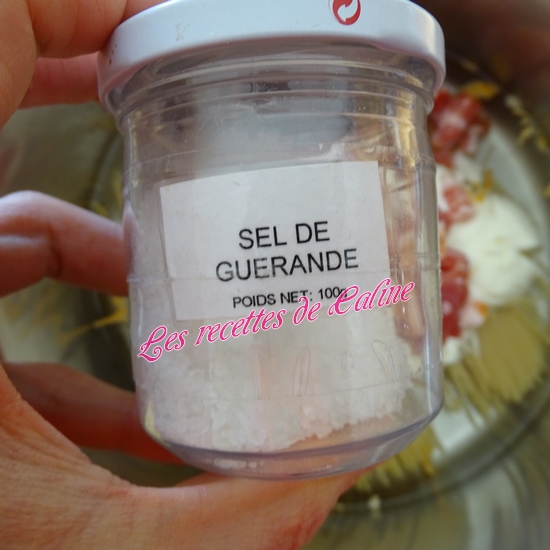 SEL DE
GUERANDE
POIDS NET: 100g
Les recettes de Caline